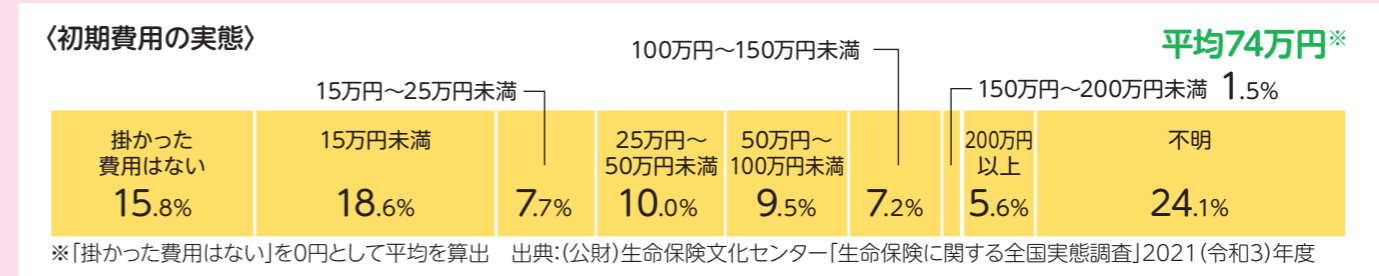 〈初期費用の実態〉
平均74万円※
100万円〜150万円未満
15万円〜25万円未満
150万円〜200万円未満 1.5%
掛かった
費用はない
15.8%
15万円未満
18.6%
7.7%
25万円〜
50万円未満
10.0%
50万円〜
100万円未満
9.5%
7.2%
200万円
以上
5.6%
不明
24.1%
※「掛かった費用はない」を0円として平均を算出 出典：(公財)生命保険文化センター「生命保険に関する全国実態調査」2021(令和3)年度